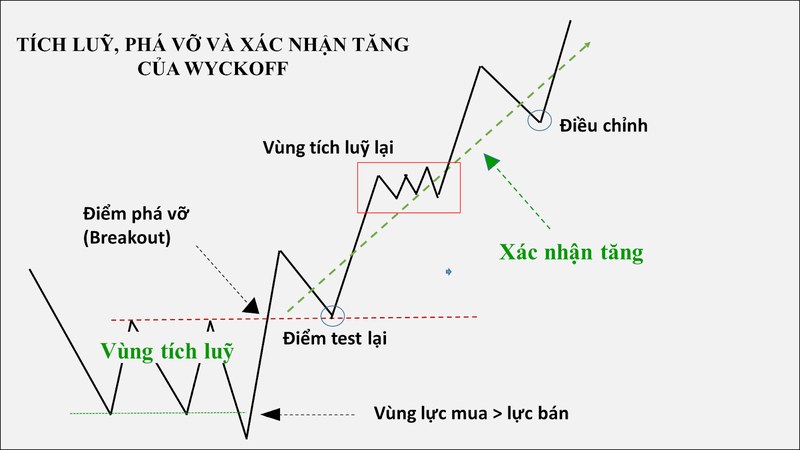 TÍCH LUỸ, PHÁ VỠ VÀ XÁC NHẬN TĂNG
CỦA WYCKOFF
Điều chỉnh
Vùng tích luỹ lại
Điểm phá vỡ
(Breakout)
Xác nhận tăng
Điểm test lại
Vùng tích luỹ
Vùng lực mua > lực bán